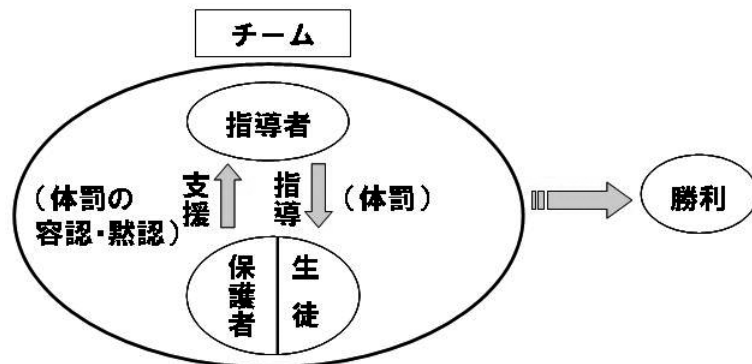 チーム
指導者
(体罰の
容認・黙認)
支援
指導
(体罰)
保護者
生徒
勝利